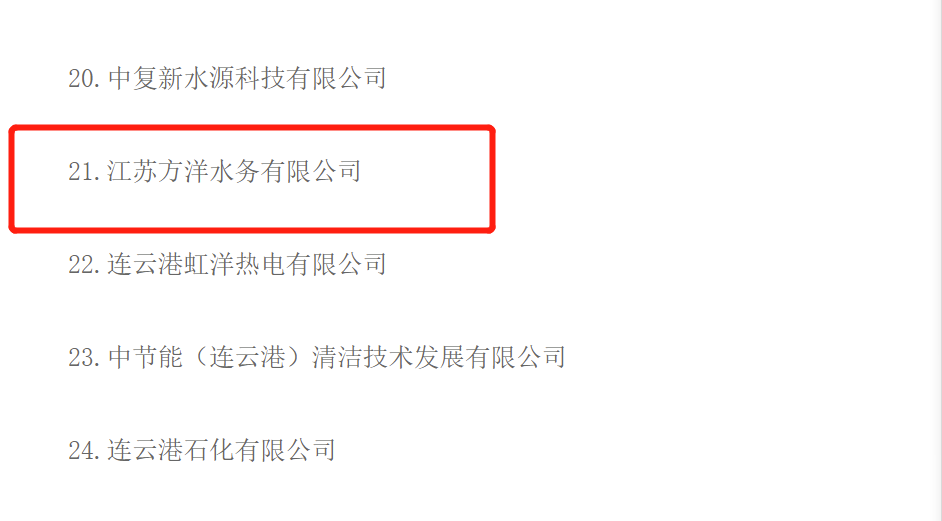 20.中复新水源科技有限公司
21.江苏方洋水务有限公司
22.连云港虹洋热电有限公司
23.中节能（连云港）清洁技术发展有限公司
24.连云港石化有限公司